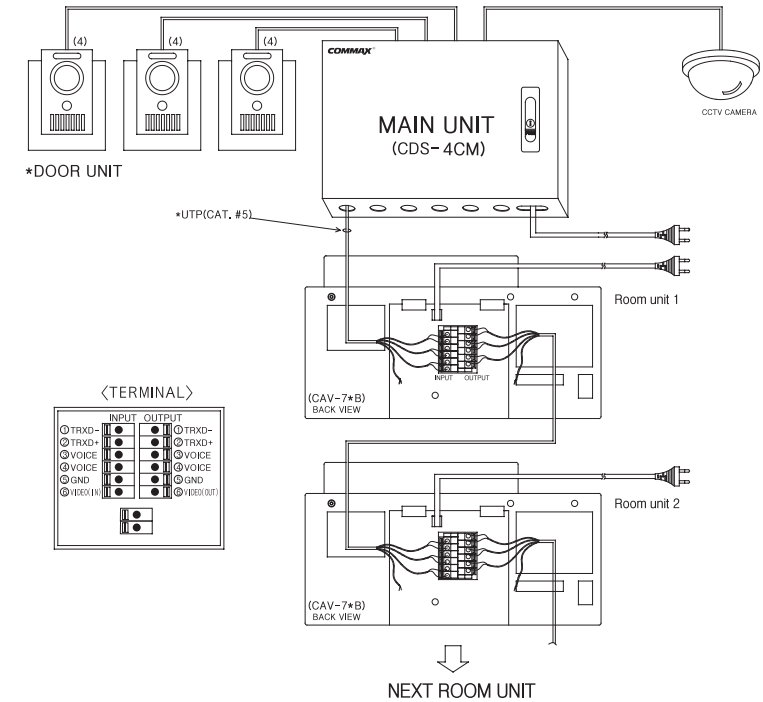 (4)
(4)
(4)
COMMAX
MAIN UNIT
(CDS-4CM)
CCTV CAMERA
*DOOR UNIT
*UTP(CAT. #5)
Room unit 1
INPUT OUTPUT
(CAV-7*B)
BACK VIEW
<TERMINAL>
INPUT OUTPUT
①TRXD- ①TRXD-
②TRXD+ ②TRXD+
③VOICE ③VOICE
④VOICE ④VOICE
⑤GND ⑤GND
⑥VIDEO(IN) ⑥VIDEO(OUT)
Room unit 2
(CAV-7*B)
BACK VIEW
NEXT ROOM UNIT